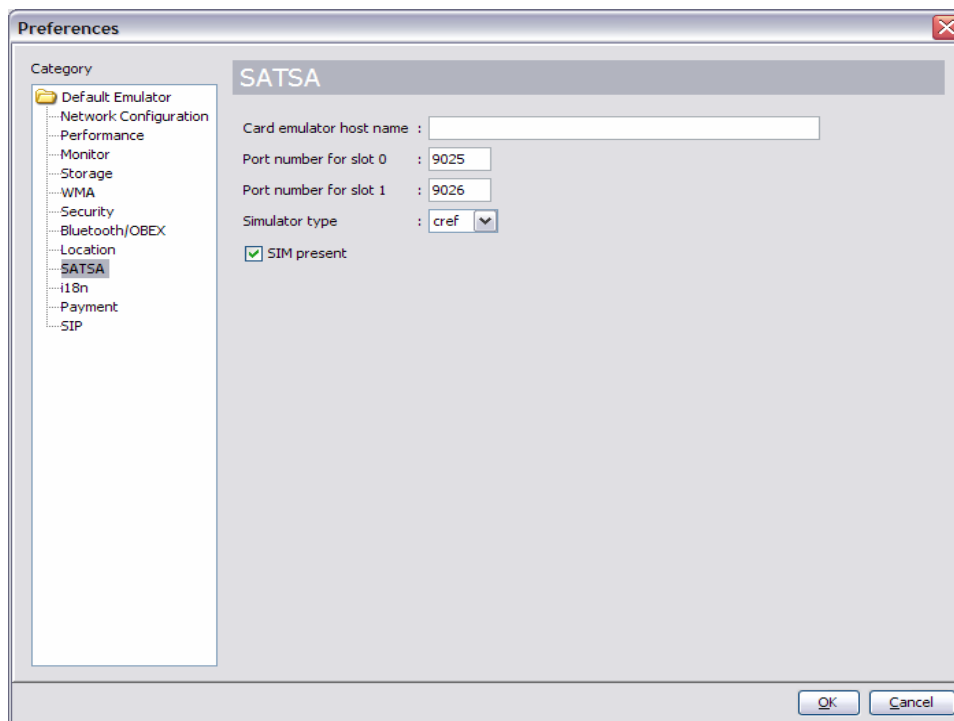 Preferences
Category
Default Emulator
Network Configuration
Performance
Monitor
Storage
WMA
Security
Bluetooth/OBEX
Location
SATSA
i18n
Payment
SIP
SATSA
Card emulator host name :
Port number for slot 0 : 9025
Port number for slot 1 : 9026
Simulator type : cref
SIM present
OK
Cancel